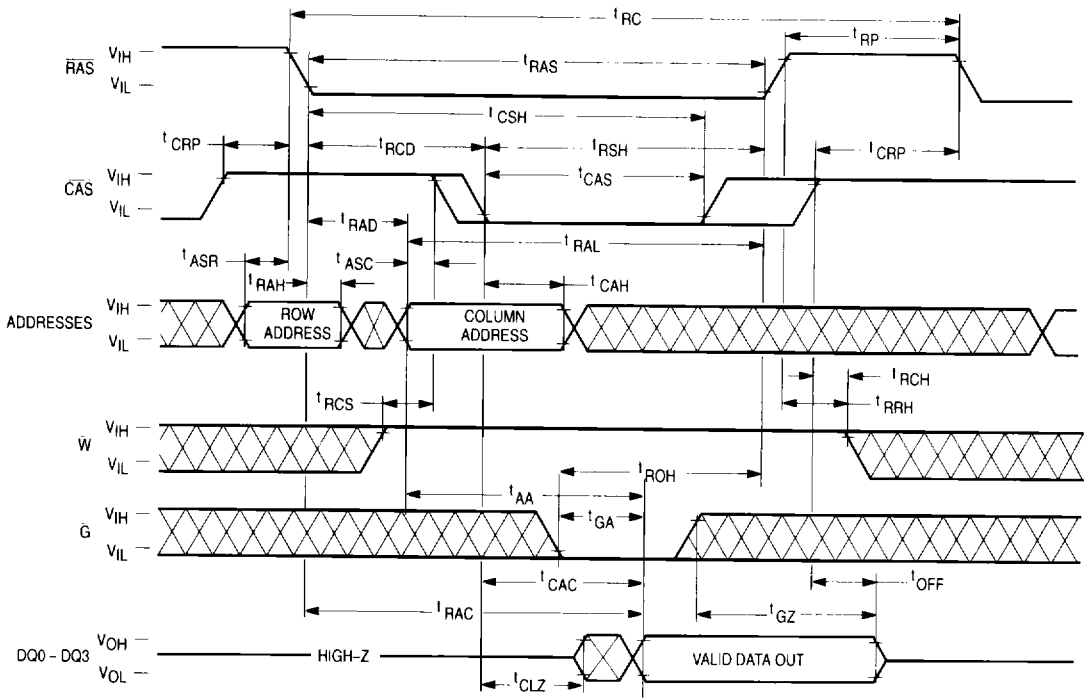 tRC
tRP
RAS
VIH
VIL
tRAS
tCSH
tCRP
tRCD
tRSH
tCRP
CAS
VIH
VIL
tCAS
tRAD
tRAL
tASR
tASC
tRAH
tCAH
ADDRESSES
VIH
VIL
ROW
ADDRESS
COLUMN
ADDRESS
tRCH
tRCS
tRRH
W
VIH
VIL
tROH
tAA
G
VIH
VIL
tGA
tCAC
tOFF
tRAC
tGZ
DQ0 – DQ3
VOH
VOL
HIGH-Z
VALID DATA OUT
tCLZ